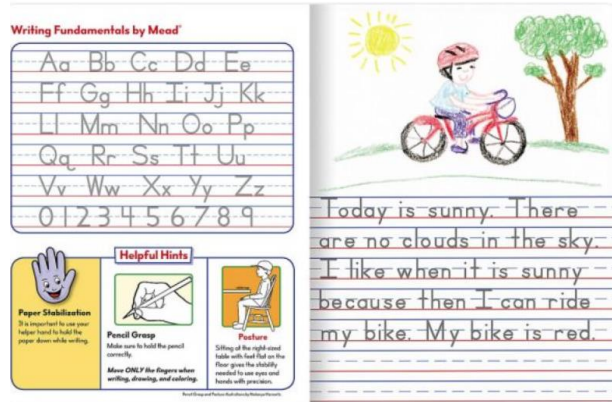 Writing Fundamentals by Mead®
Aa Bb Cc Dd Ee
Ff Gg Hh Ii Jj Kk
Ll Mm Nn Oo Pp
Qq Rr Ss Tt Uu
Vv Ww Xx Yy Zz
0 1 2 3 4 5 6 7 8 9
Helpful Hints
Paper Stabilization
It is important to use your
helper hand to hold the
paper down while writing.
Pencil Grasp
Make sure to hold the pencil
correctly.
Move ONLY the fingers when
writing, drawing, and coloring.
Posture
Sitting at the right-sized
table with feet flat on the
floor gives the stability
needed to use eyes and
hands with precision.
Pencil Grasp and Posture illustrations by
Today is sunny. There
are no clouds in the sky.
I like when it is sunny
because then I can ride
my bike. My bike is red.